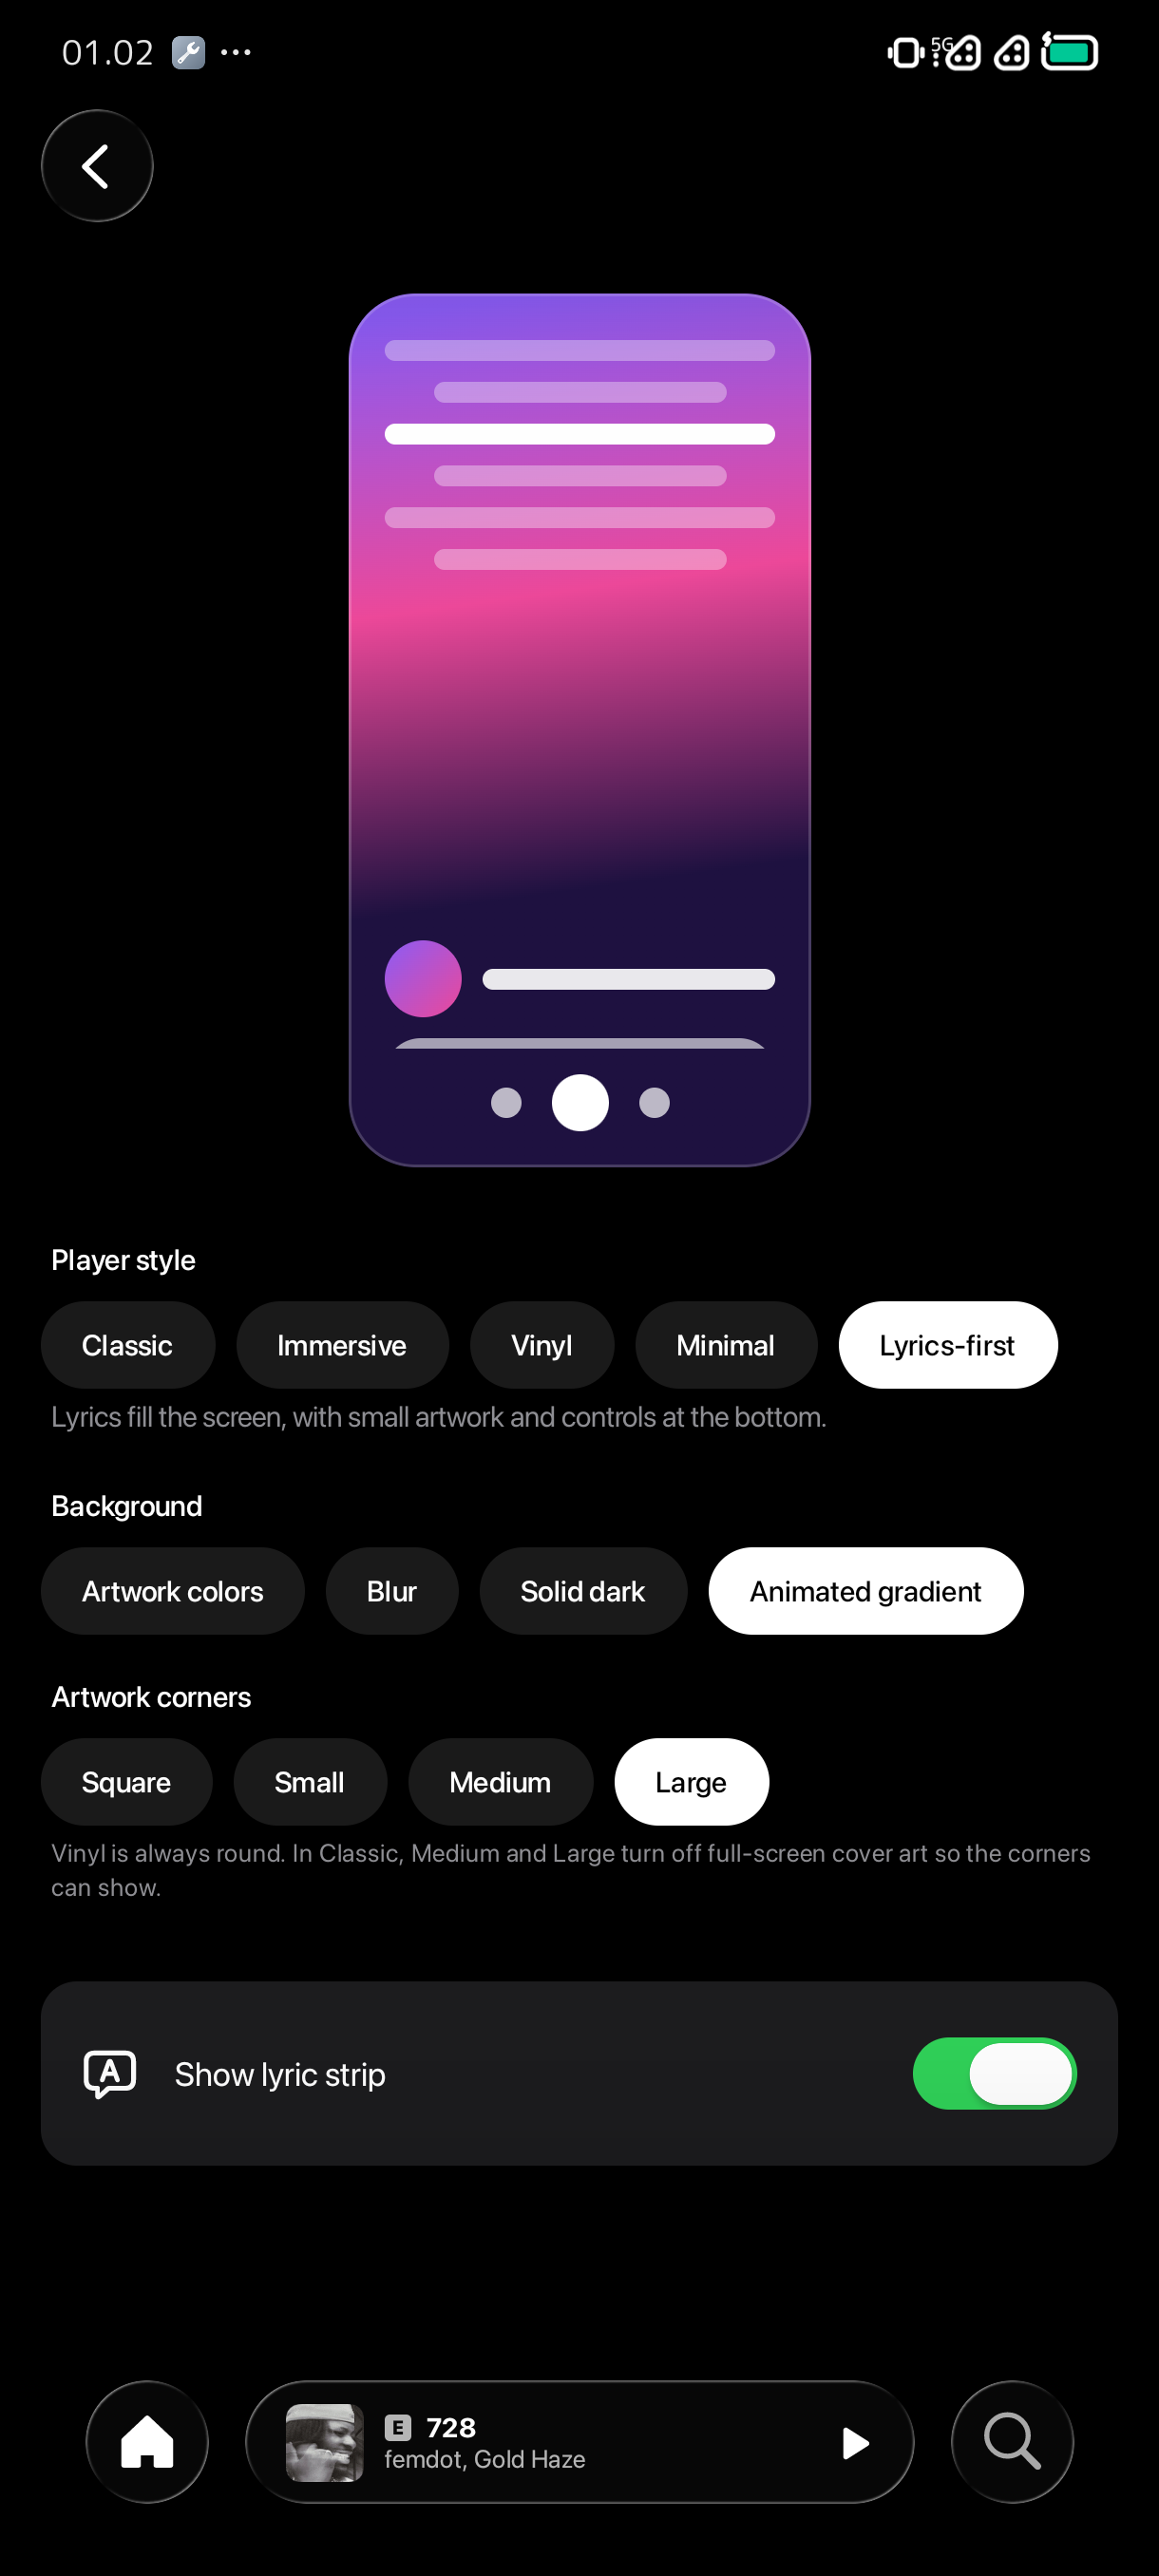 01.02
5G
Player style
Classic
Immersive
Vinyl
Minimal
Lyrics-first
Lyrics fill the screen, with small artwork and controls at the bottom.
Background
Artwork colors
Blur
Solid dark
Animated gradient
Artwork corners
Square
Small
Medium
Large
Vinyl is always round. In Classic, Medium and Large turn off full-screen cover art so the corners
can show.
A
Show lyric strip
E 728
femdot, Gold Haze